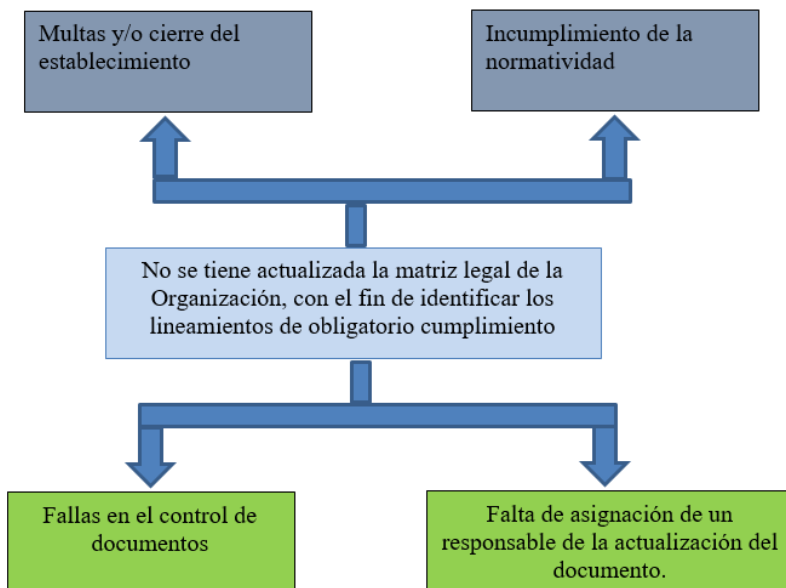 Multas y/o cierre del
establecimiento
Incumplimiento de la
normatividad
No se tiene actualizada la matriz legal de la
Organización, con el fin de identificar los
lineamientos de obligatorio cumplimiento
Fallas en el control de
documentos
Falta de asignación de un
responsable de la actualización del
documento.